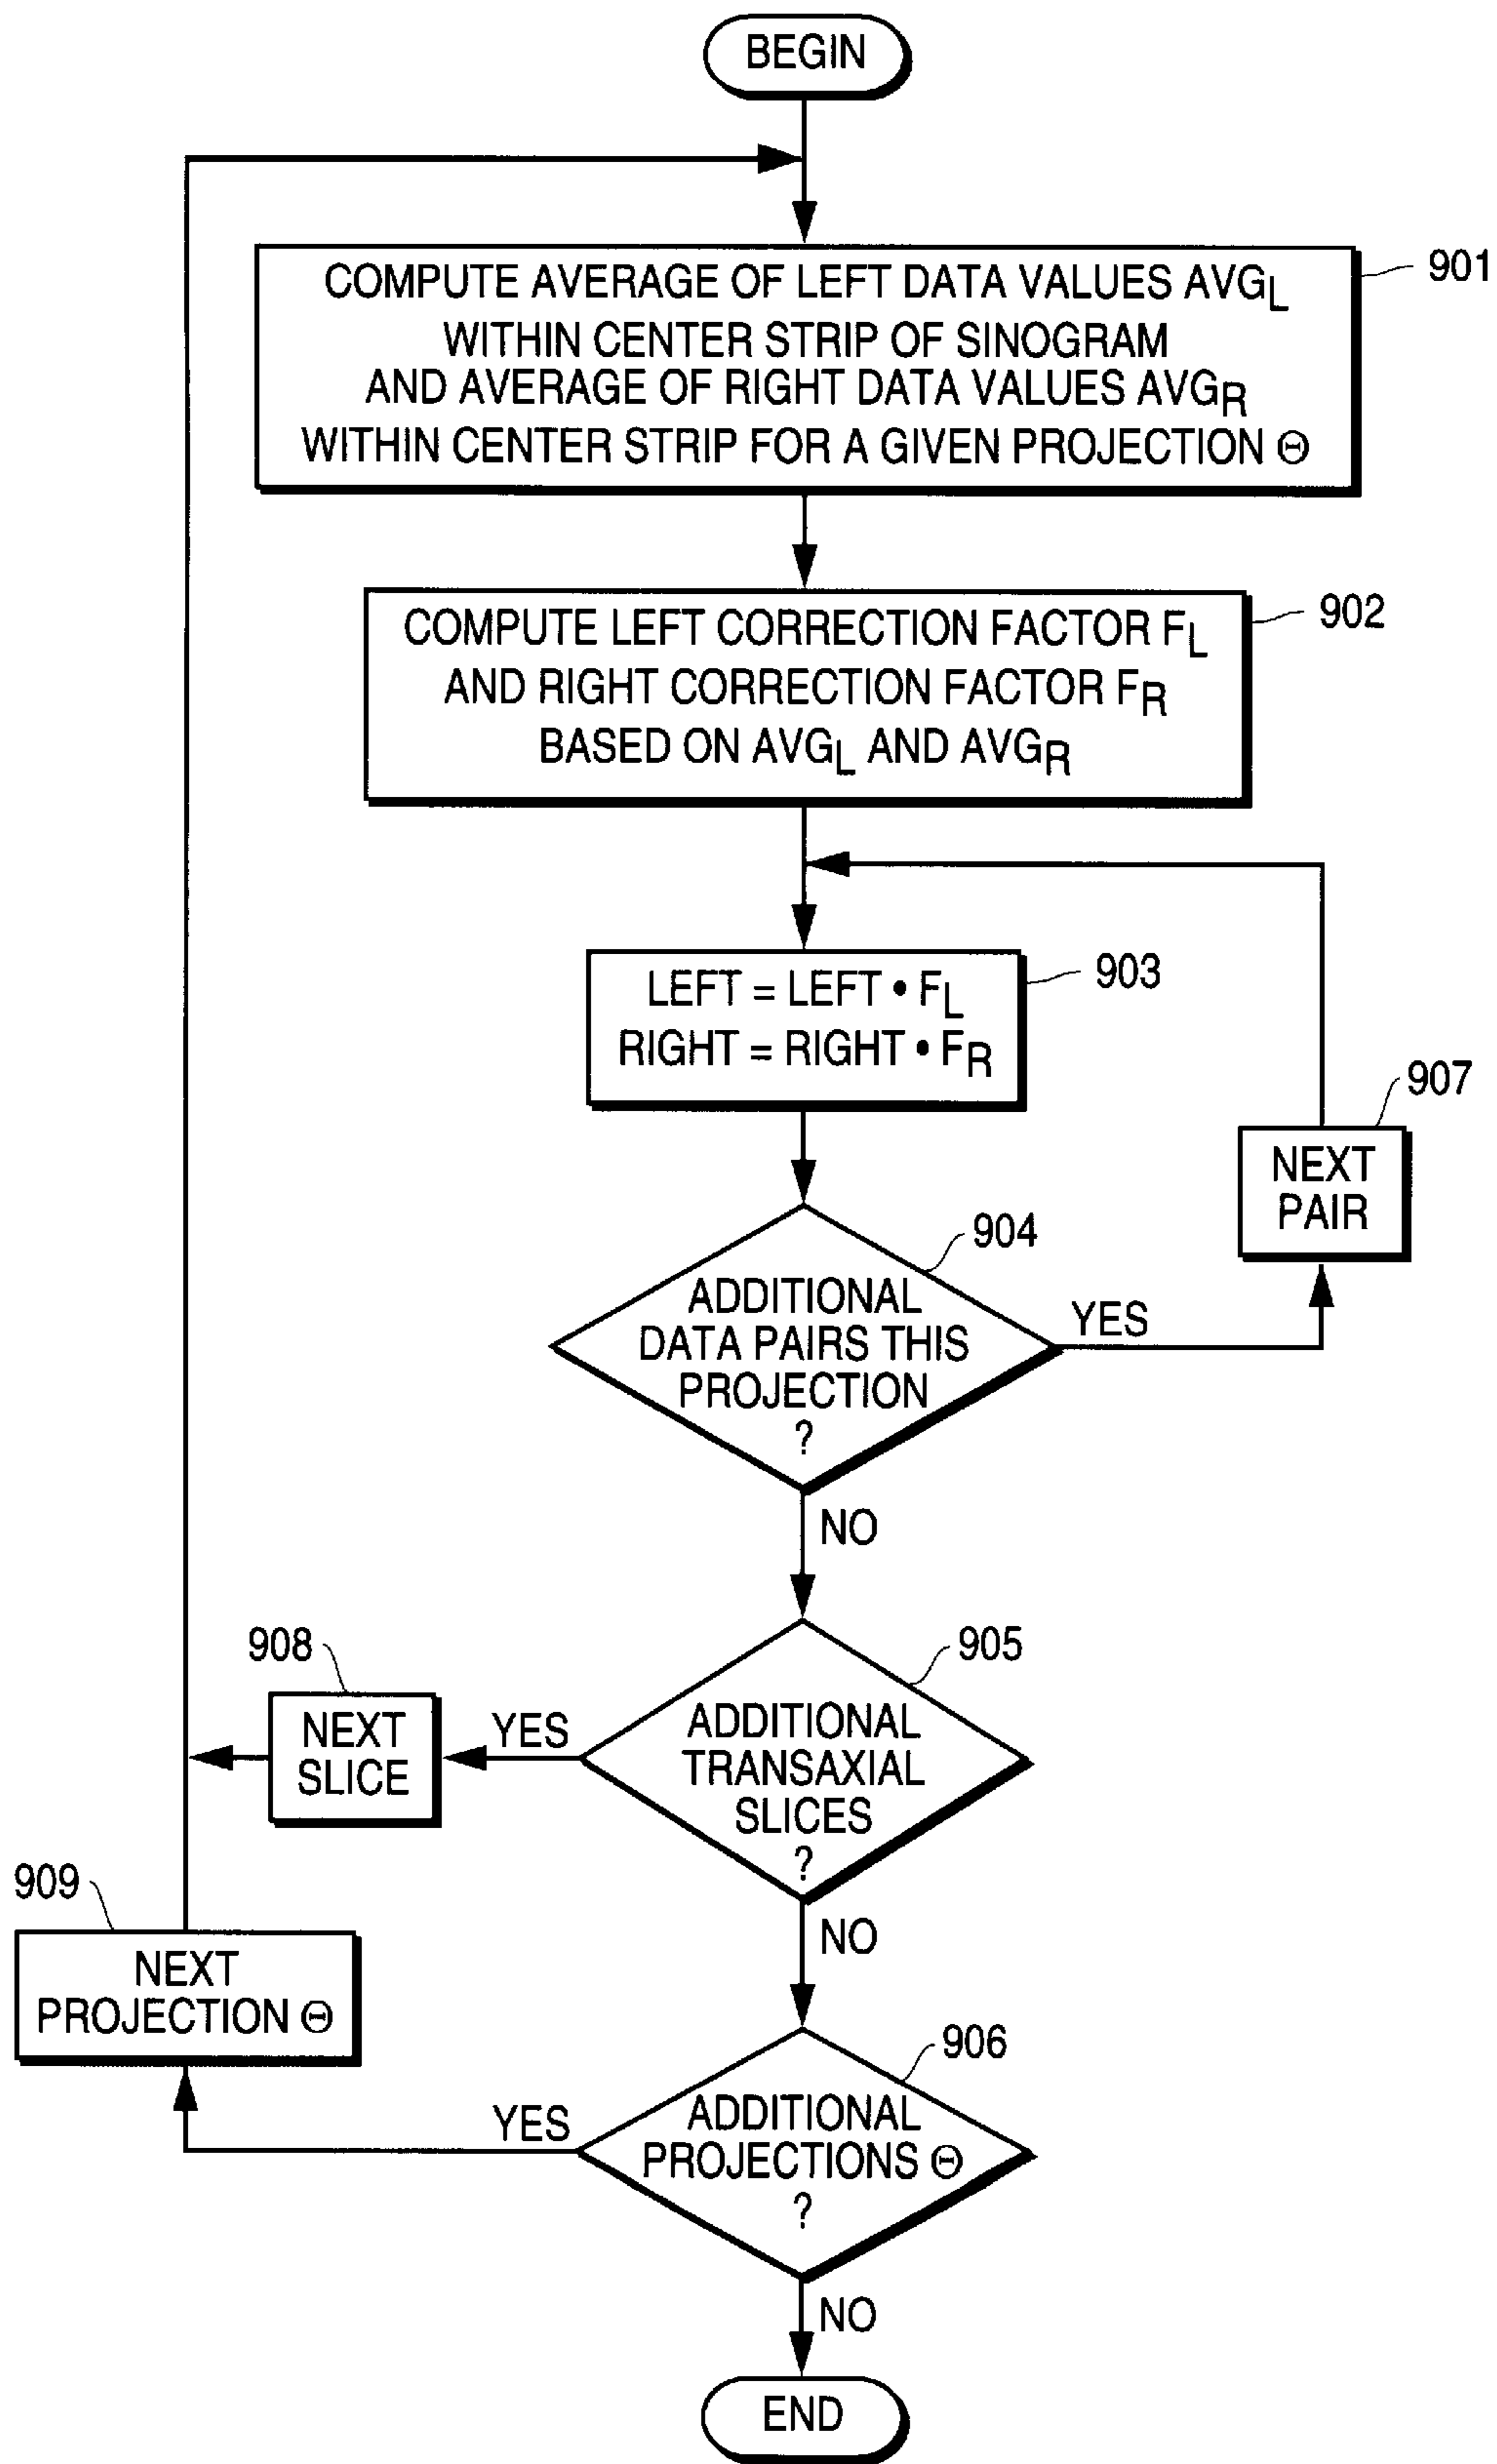 BEGIN
COMPUTE AVERAGE OF LEFT DATA VALUES AVGL
WITHIN CENTER STRIP OF SINOGRAM
AND AVERAGE OF RIGHT DATA VALUES AVGR
WITHIN CENTER STRIP FOR A GIVEN PROJECTION Θ
901
COMPUTE LEFT CORRECTION FACTOR FL
AND RIGHT CORRECTION FACTOR FR
BASED ON AVGL AND AVGR
902
LEFT = LEFT • FL
RIGHT = RIGHT • FR
903
907
NEXT
PAIR
904
ADDITIONAL
DATA PAIRS THIS
PROJECTION
?
YES
NO
905
ADDITIONAL
TRANSAXIAL
SLICES
?
YES
908
NEXT
SLICE
NO
909
NEXT
PROJECTION Θ
906
ADDITIONAL
PROJECTIONS Θ
?
YES
NO
END